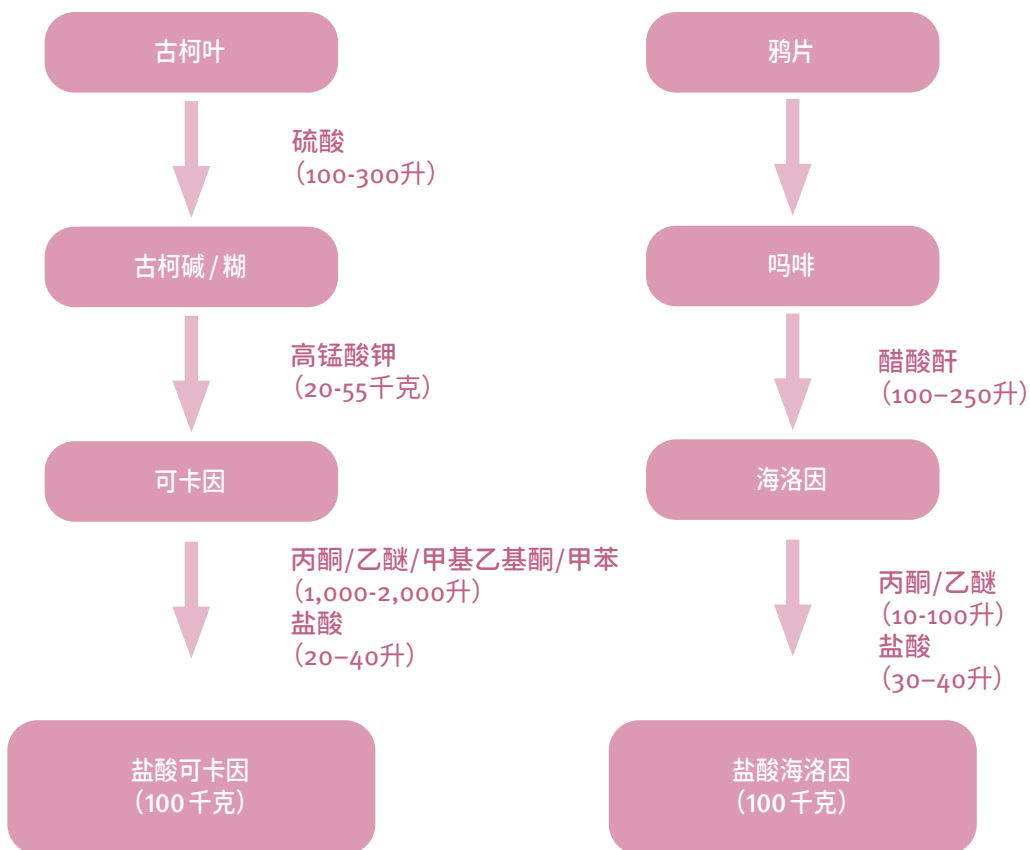 古柯叶
硫酸
（100-300升）
古柯碱/糊
高锰酸钾
（20-55千克）
可卡因
丙酮/乙醚/甲基乙基酮/甲苯
（1,000-2,000升）
盐酸
（20–40升）
盐酸可卡因
（100千克）
鸦片
吗啡
醋酸酐
（100–250升）
海洛因
丙酮/乙醚
（10-100升）
盐酸
（30–40升）
盐酸海洛因
（100千克）